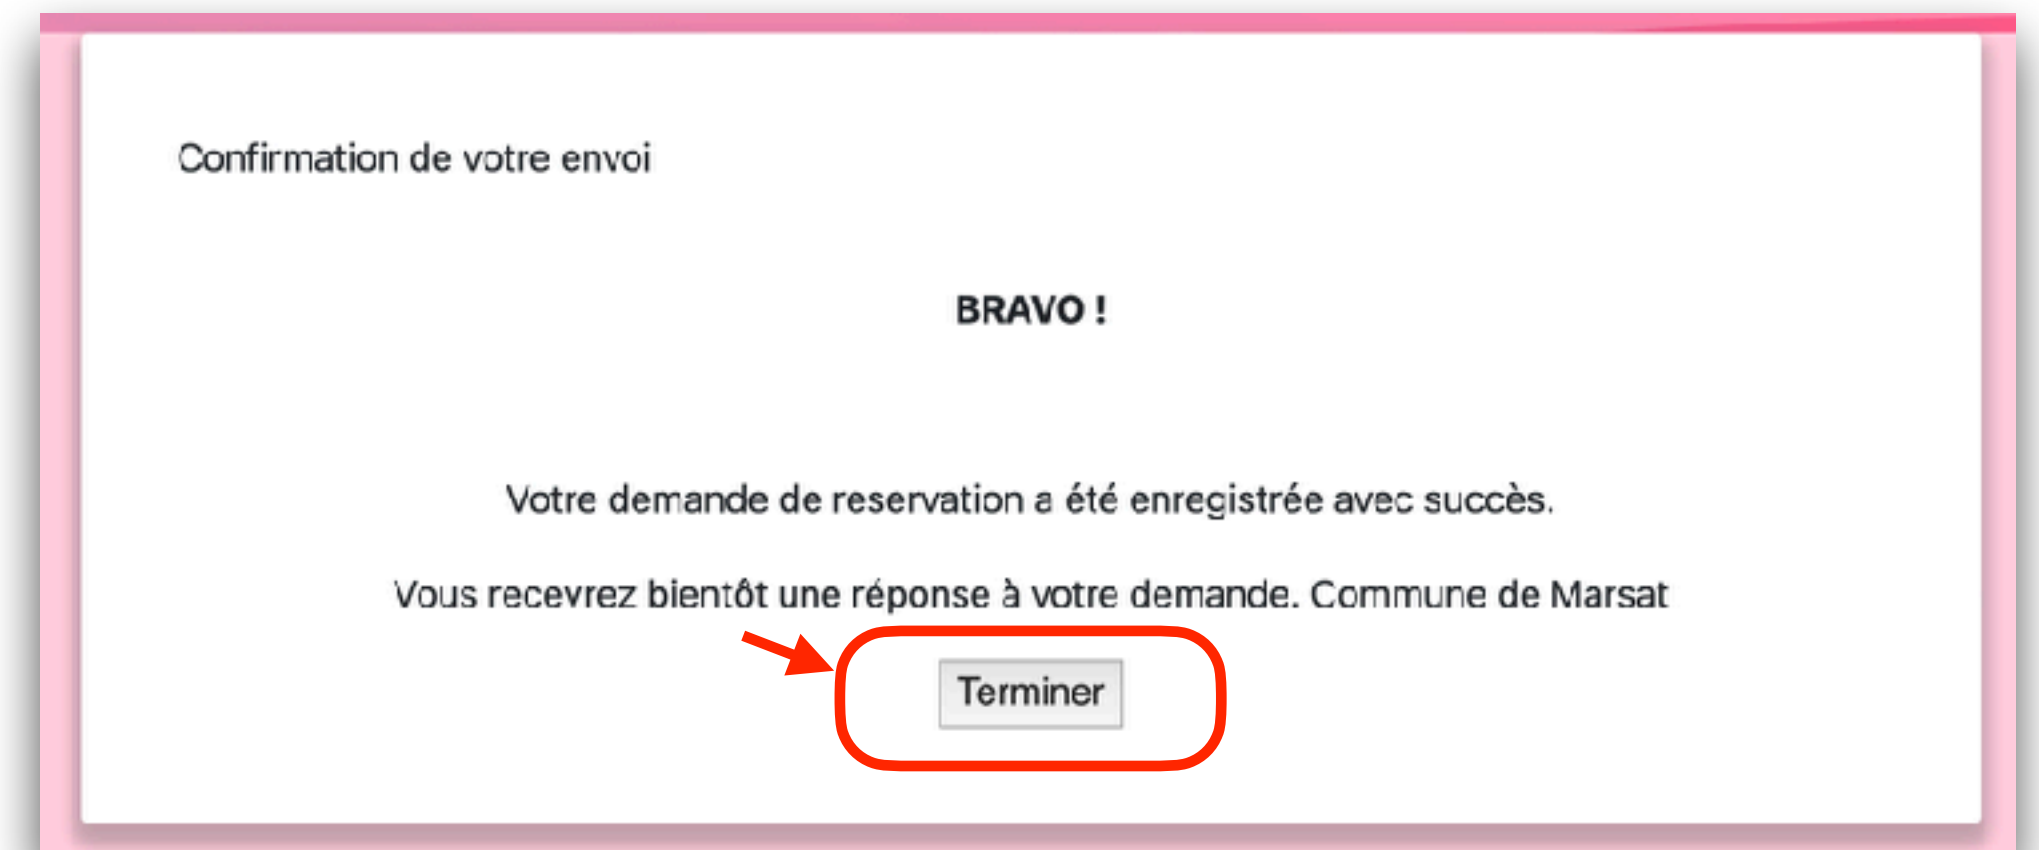 Confirmation de votre envoi
BRAVO !
Votre demande de reservation a été enregistrée avec succès.
Vous recevrez bientôt une réponse à votre demande. Commune de Marsat
Terminer